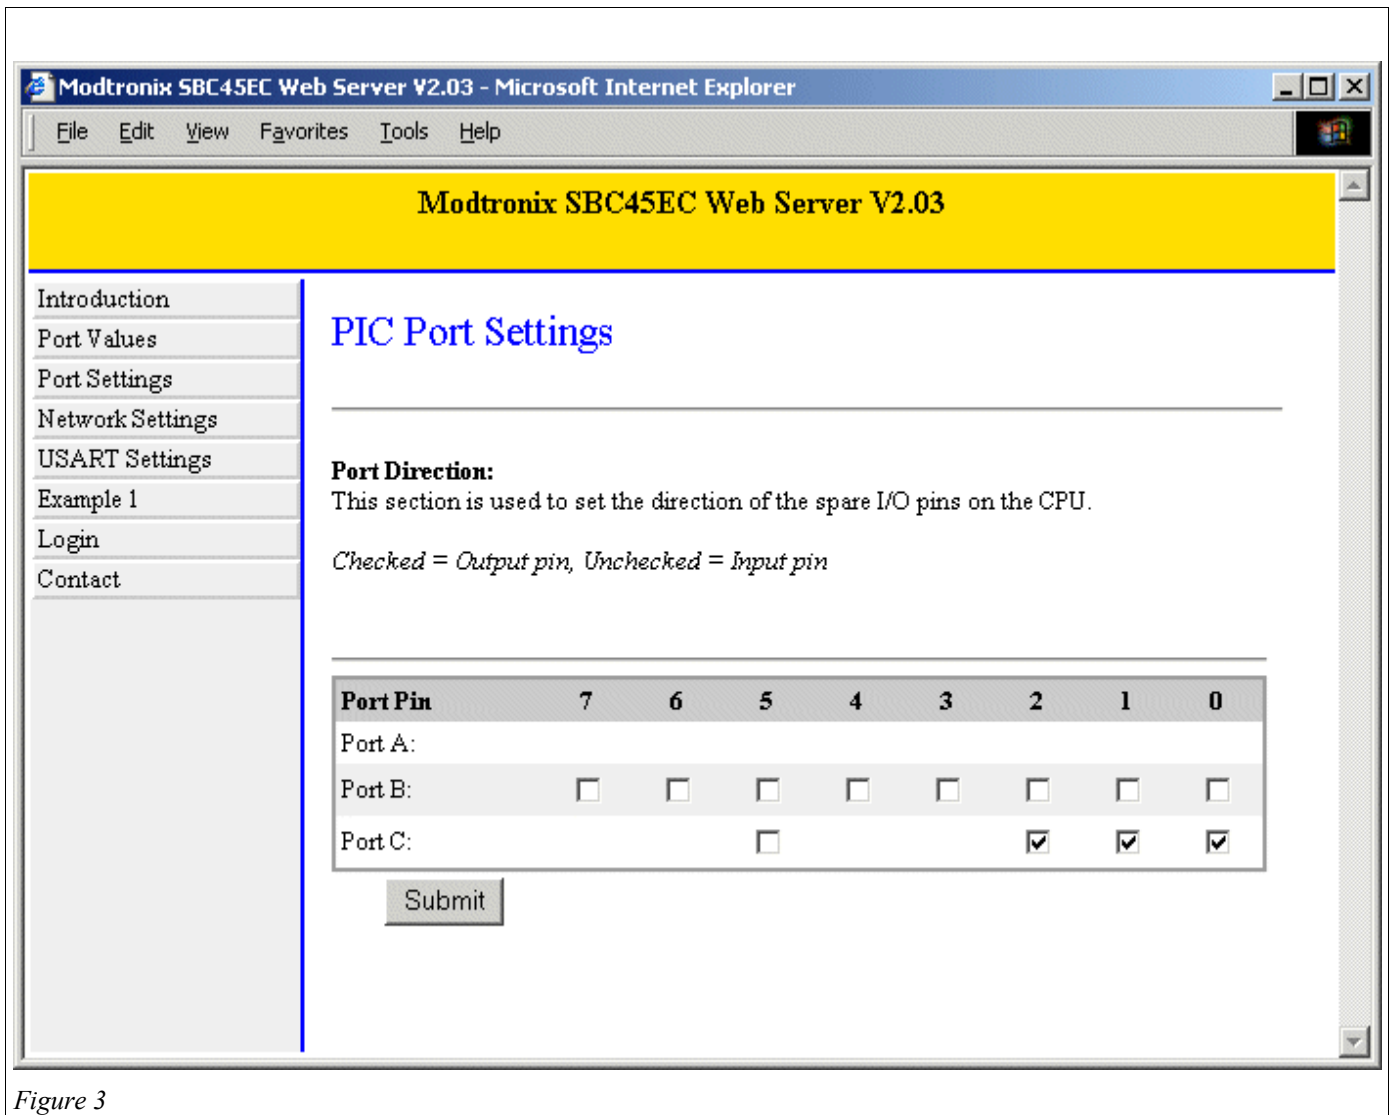 Modtronix SBC45EC Web Server V2.03 - Microsoft Internet Explorer
File Edit View Favorites Tools Help
Modtronix SBC45EC Web Server V2.03
Introduction
Port Values
Port Settings
Network Settings
USART Settings
Example 1
Login
Contact
PIC Port Settings
Port Direction:
This section is used to set the direction of the spare I/O pins on the CPU.
Checked = Output pin, Unchecked = Input pin
Port Pin 7 6 5 4 3 2 1 0
Port A:
Port B:
Port C:
Submit
Figure 3